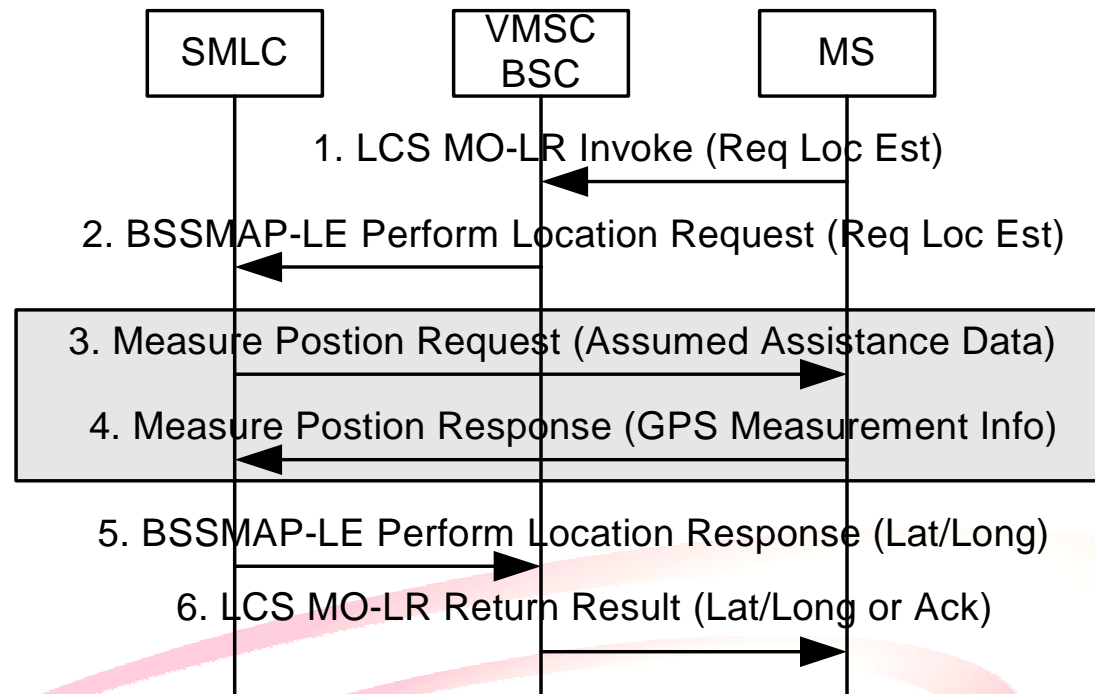 SMLC
VMSC
BSC
MS
1. LCS MO-LR Invoke (Req Loc Est)
2. BSSMAP-LE Perform Location Request (Req Loc Est)
3. Measure Postion Request (Assumed Assistance Data)
4. Measure Postion Response (GPS Measurement Info)
5. BSSMAP-LE Perform Location Response (Lat/Long)
6. LCS MO-LR Return Result (Lat/Long or Ack)